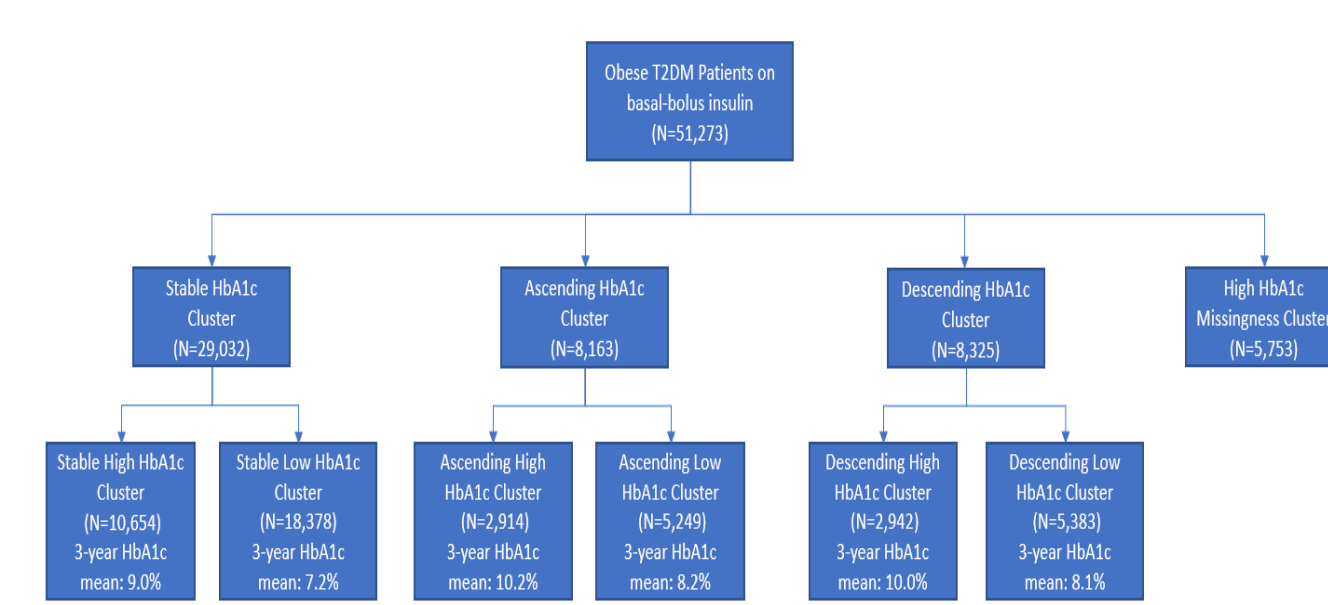 Obese T2DM Patients on
basal-bolus insulin
(N=51,273)
Stable HbA1c
Cluster
(N=29,032)
Ascending HbA1c
Cluster
(N=8,163)
Descending HbA1c
Cluster
(N=8,325)
High HbA1c
Missingness Cluster
(N=5,753)
Stable High HbA1c
Cluster
(N=10,654)
3-year HbA1c
mean: 9.0%
Stable Low HbA1c
Cluster
(N=18,378)
3-year HbA1c
mean: 7.2%
Ascending High
HbA1c Cluster
(N=2,914)
3-year HbA1c
mean: 10.2%
Ascending Low
HbA1c Cluster
(N=5,249)
3-year HbA1c
mean: 8.2%
Descending High
HbA1c Cluster
(N=2,942)
3-year HbA1c
mean: 10.0%
Descending Low
HbA1c Cluster
(N=5,383)
3-year HbA1c
mean: 8.1%